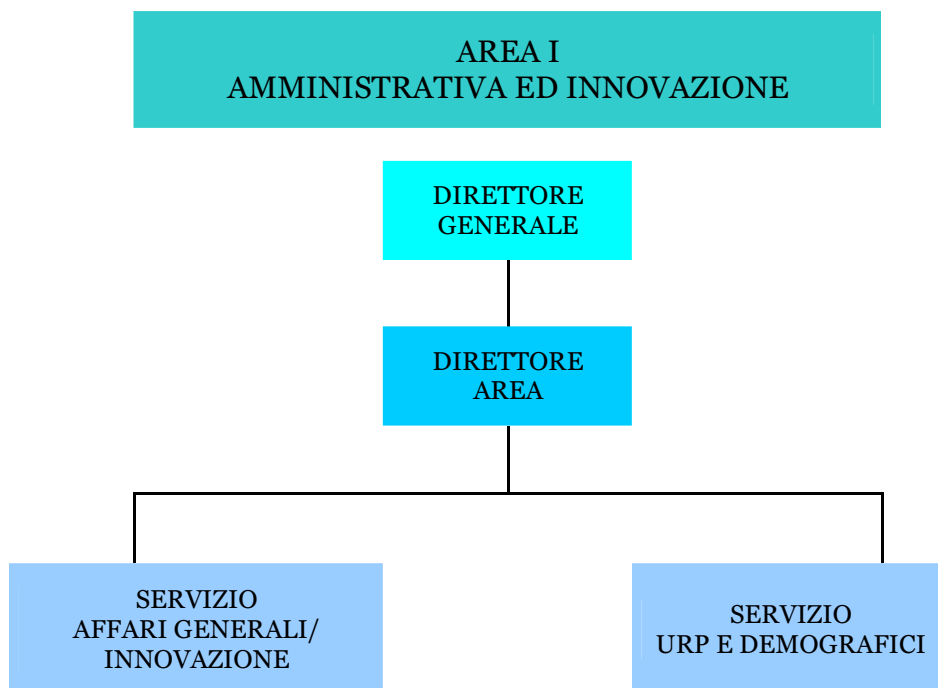 AREA I
AMMINISTRATIVA ED INNOVAZIONE
DIRETTORE
GENERALE
DIRETTORE
AREA
SERVIZIO
AFFARI GENERALI/
INNOVAZIONE
SERVIZIO
URP E DEMOGRAFICI